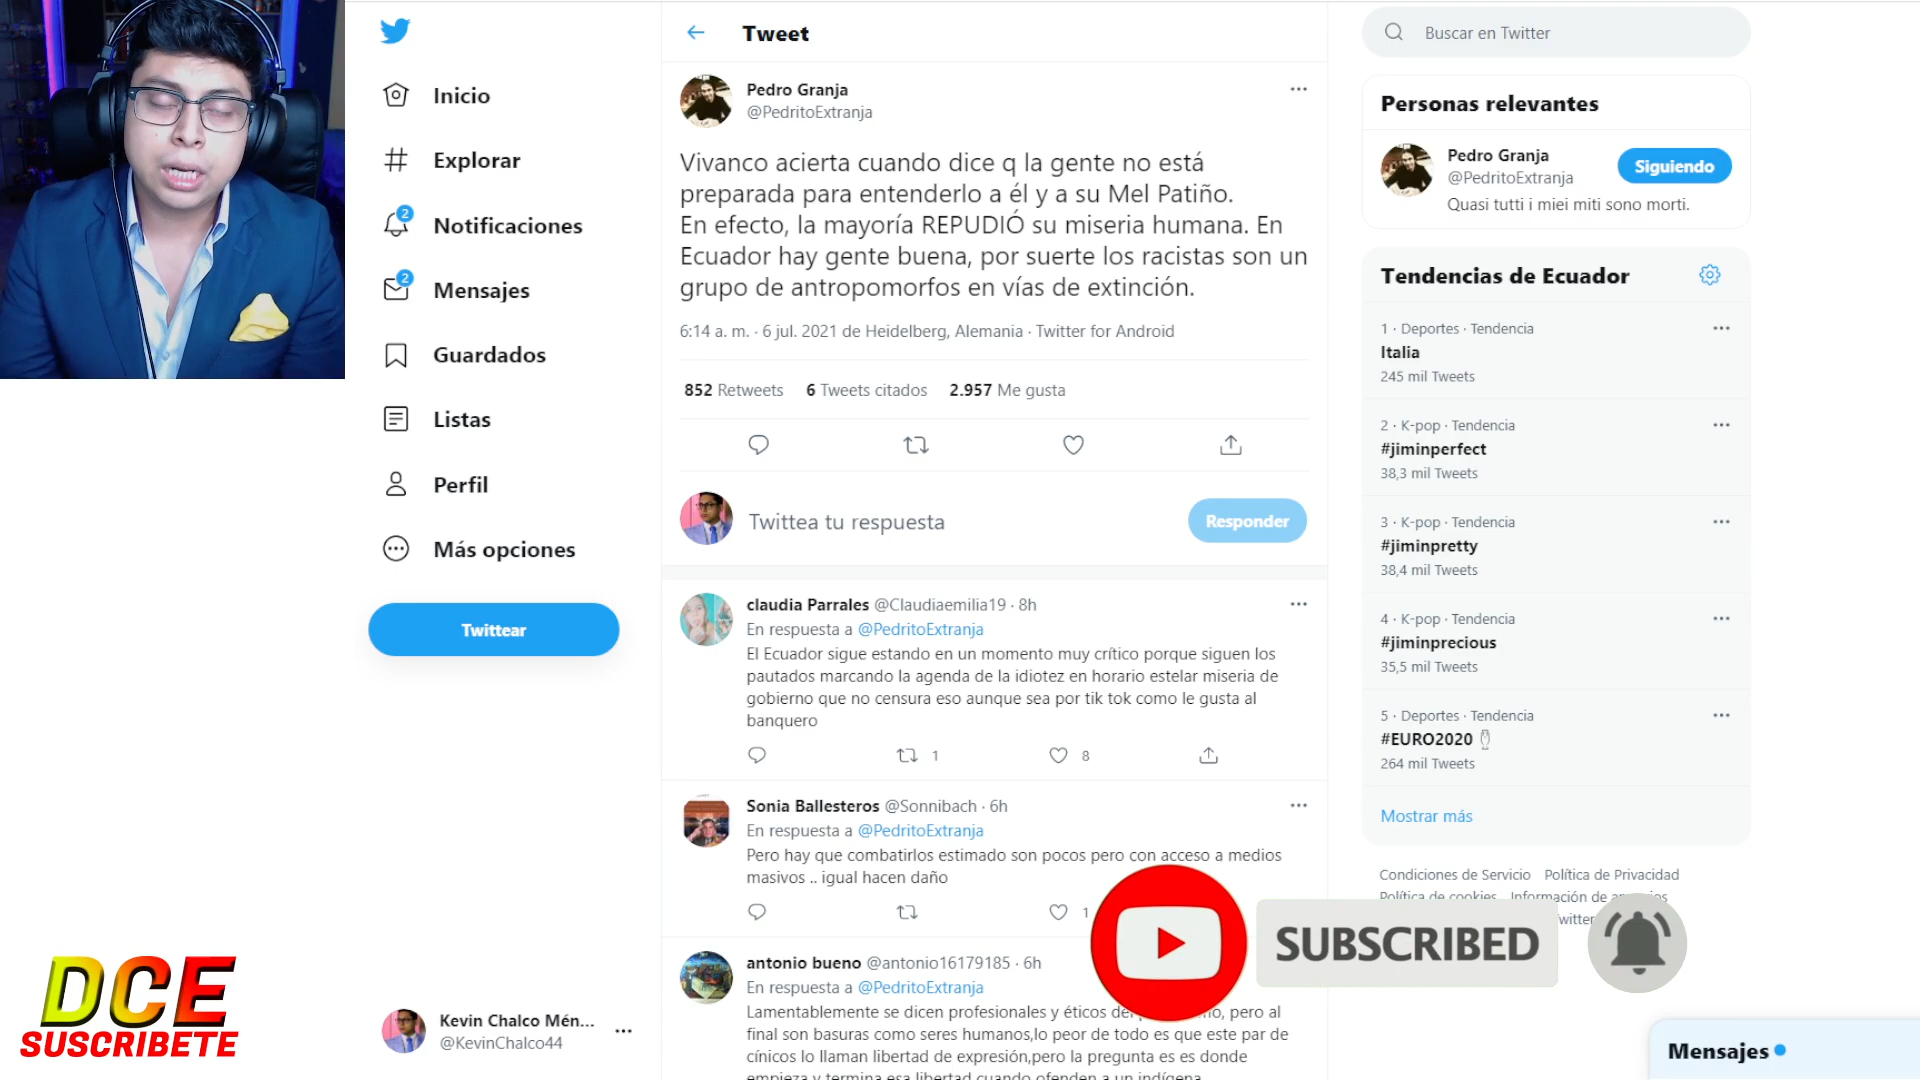 Inicio
Explorar
2
Notificaciones
2
Mensajes
Guardados
Listas
Perfil
Más opciones
Twittear
Kevin Chalco Mén...
@KevinChalco44
DCE
SUSCRIBETE
Tweet
Pedro Granja
@PedritoExtranja
Vivanco acierta cuando dice q la gente no está
preparada para entenderlo a él y a su Mel Patiño.
En efecto, la mayoría REPUDIÓ su miseria humana. En
Ecuador hay gente buena, por suerte los racistas son un
grupo de antropomorfos en vías de extinción.
6:14 a. m. · 6 jul. 2021 de Heidelberg, Alemania · Twitter for Android
852 Retweets 6 Tweets citados 2.957 Me gusta
Twittea tu respuesta
Responder
claudia Parrales @Claudiaemilia19 · 8h
En respuesta a @PedritoExtranja
El Ecuador sigue estando en un momento muy crítico porque siguen los
pautados marcando la agenda de la idiotez en horario estelar miseria de
gobierno que no censura eso aunque sea por tik tok como le gusta al
banquero
1 8
Sonia Ballesteros @Sonnibach · 6h
En respuesta a @PedritoExtranja
Pero hay que combatirlos estimado son pocos pero con acceso a medios
masivos .. igual hacen daño
1
antonio bueno @antonio16179185 · 6h
En respuesta a @PedritoExtranja
Lamentablemente se dicen profesionales y éticos pero al
final son basuras como seres humanos,lo peor de todo es que este par de
cínicos lo llaman libertad de expresión,pero la pregunta es es donde
empieza y termina esa libertad cuando ofenden a un indígena
Buscar en Twitter
Personas relevantes
Pedro Granja
@PedritoExtranja
Siguiendo
Quasi tutti i miei miti sono morti.
Tendencias de Ecuador
1 · Deportes · Tendencia
Italia
245 mil Tweets
2 · K-pop · Tendencia
#jiminperfect
38,3 mil Tweets
3 · K-pop · Tendencia
#jiminpretty
38,4 mil Tweets
4 · K-pop · Tendencia
#jiminprecious
35,5 mil Tweets
5 · Deportes · Tendencia
#EURO2020
264 mil Tweets
Mostrar más
Condiciones de Servicio Política de Privacidad
Política de cookies Información de
SUBSCRIBED
Mensajes